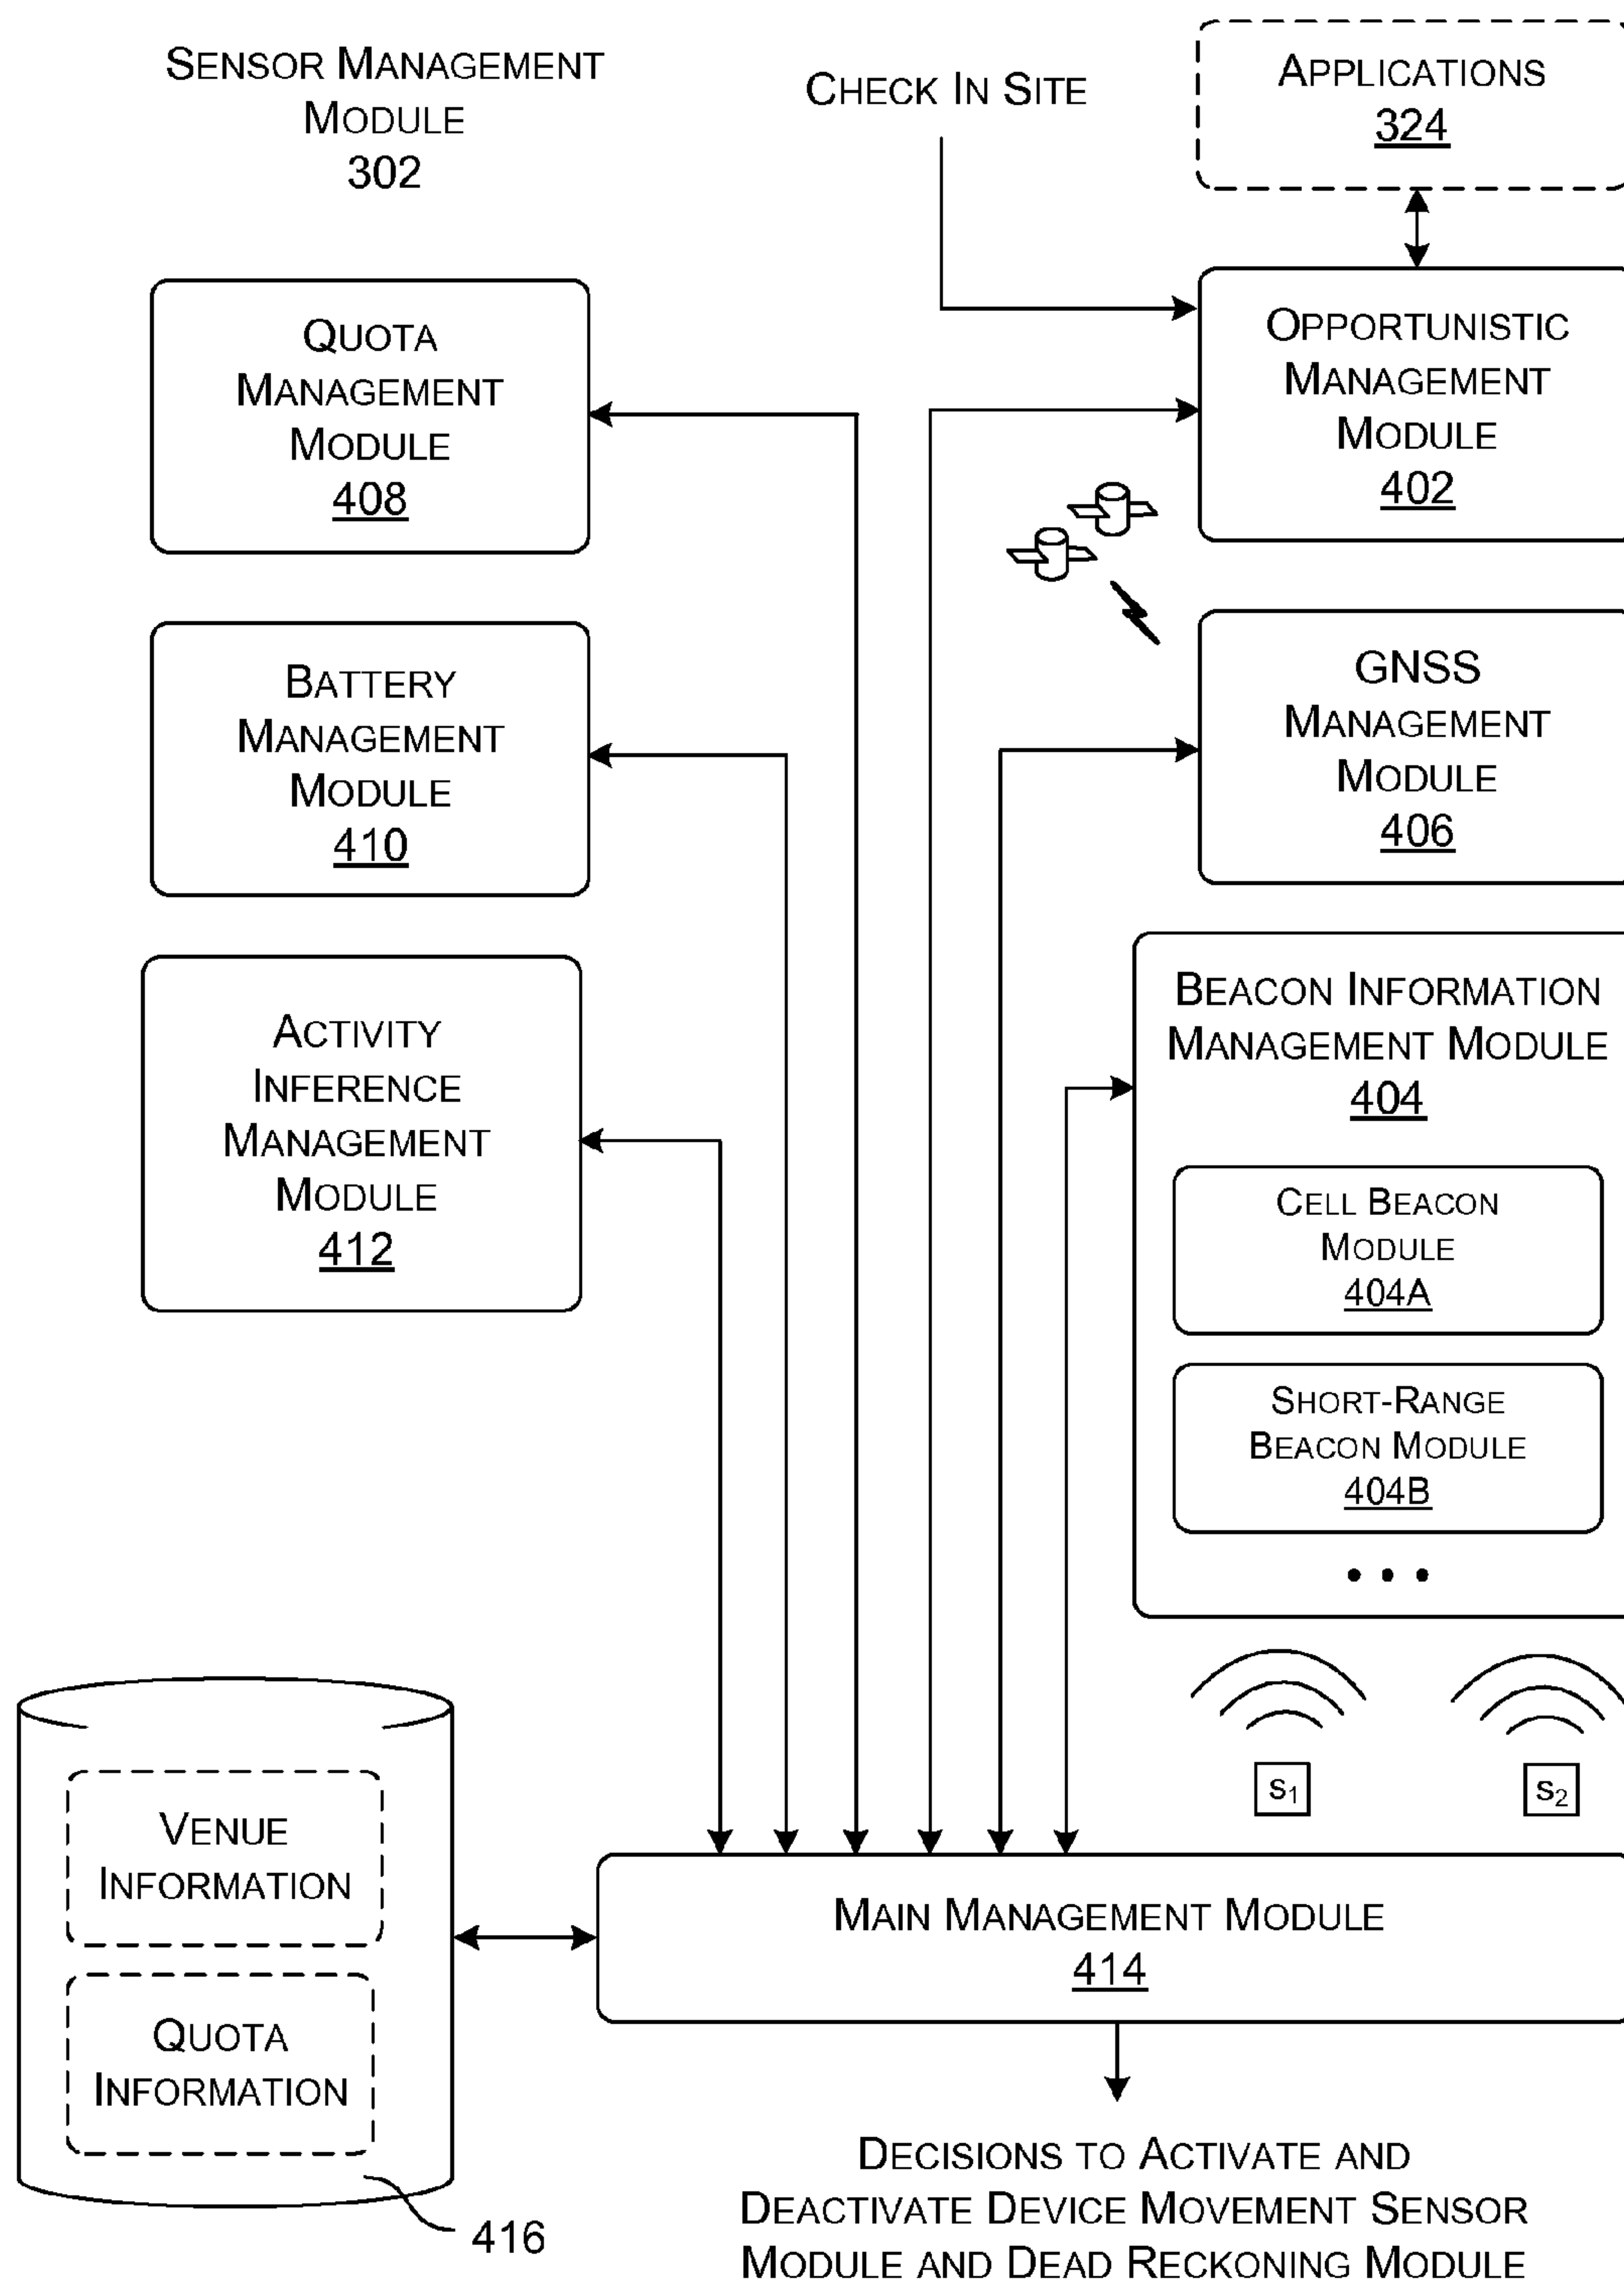 SENSOR MANAGEMENT
MODULE
302
CHECK IN SITE
APPLICATIONS
324
QUOTA
MANAGEMENT
MODULE
408
OPPORTUNISTIC
MANAGEMENT
MODULE
402
BATTERY
MANAGEMENT
MODULE
410
GNSS
MANAGEMENT
MODULE
406
ACTIVITY
INFERENCE
MANAGEMENT
MODULE
412
BEACON INFORMATION
MANAGEMENT MODULE
404
CELL BEACON
MODULE
404A
SHORT-RANGE
BEACON MODULE
404B
• • •
S1
S2
VENUE
INFORMATION
QUOTA
INFORMATION
416
MAIN MANAGEMENT MODULE
414
DECISIONS TO ACTIVATE AND
DEACTIVATE DEVICE MOVEMENT SENSOR
MODULE AND DEAD RECKONING MODULE